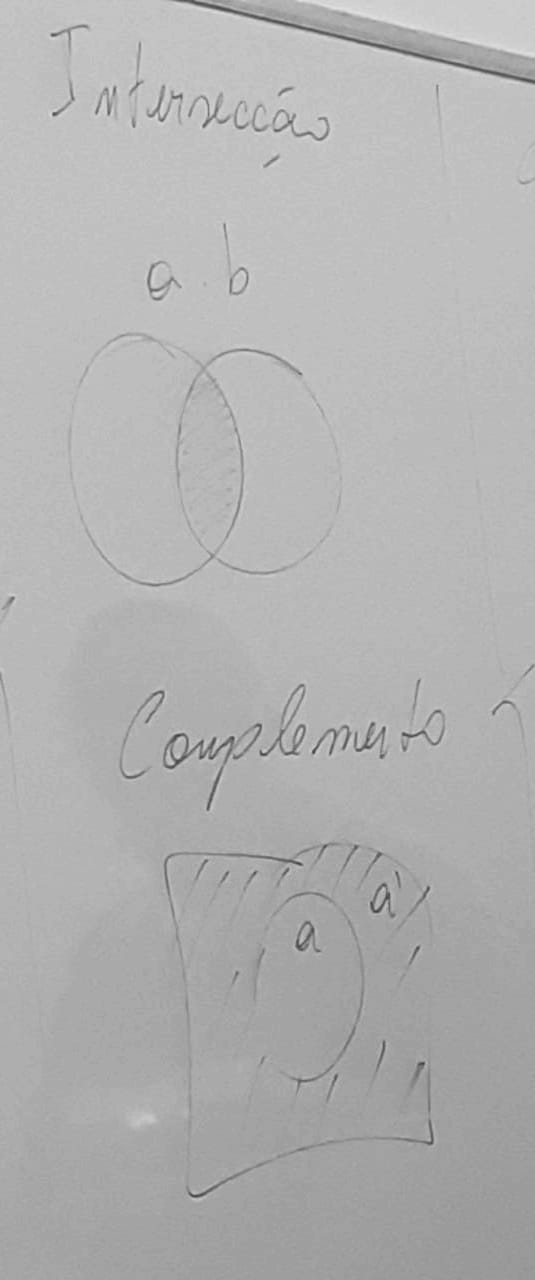 Intersecção
a . b
Complemento
a'
a